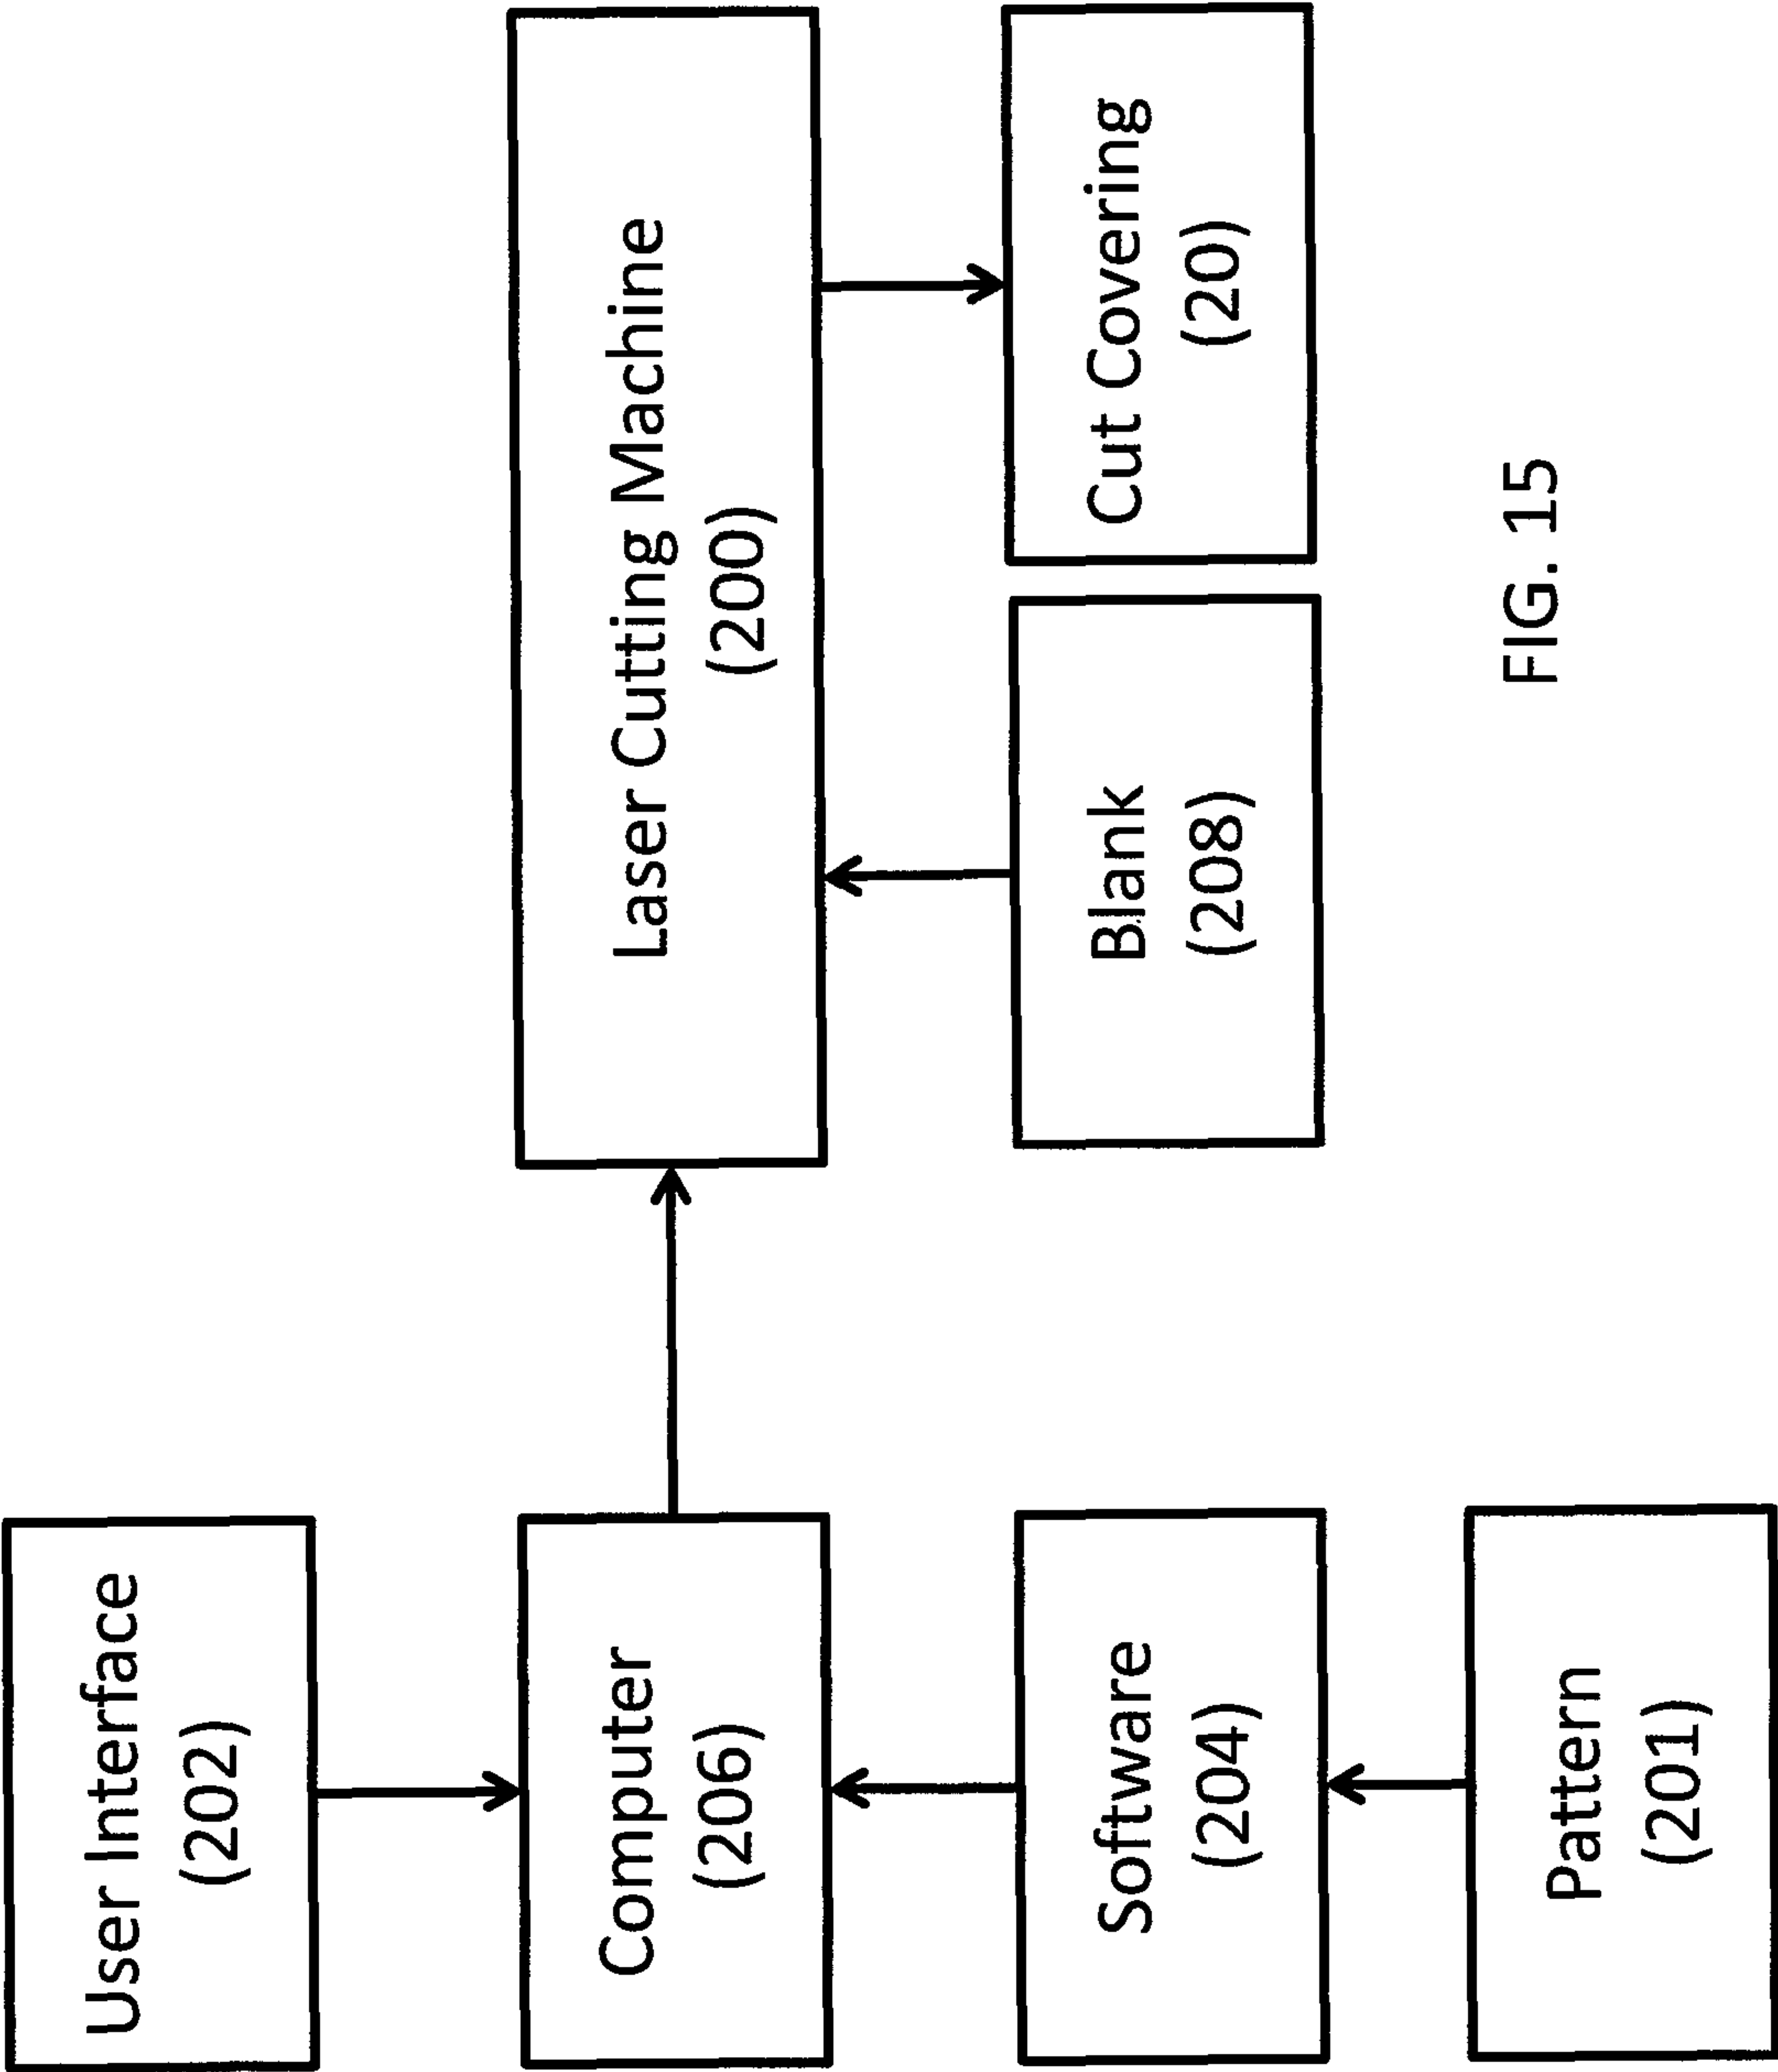 User Interface
(202)
Computer
(206)
Software
(204)
Pattern
(201)
Laser Cutting Machine
(200)
Blank
(208)
Cut Covering
(20)
FIG. 15